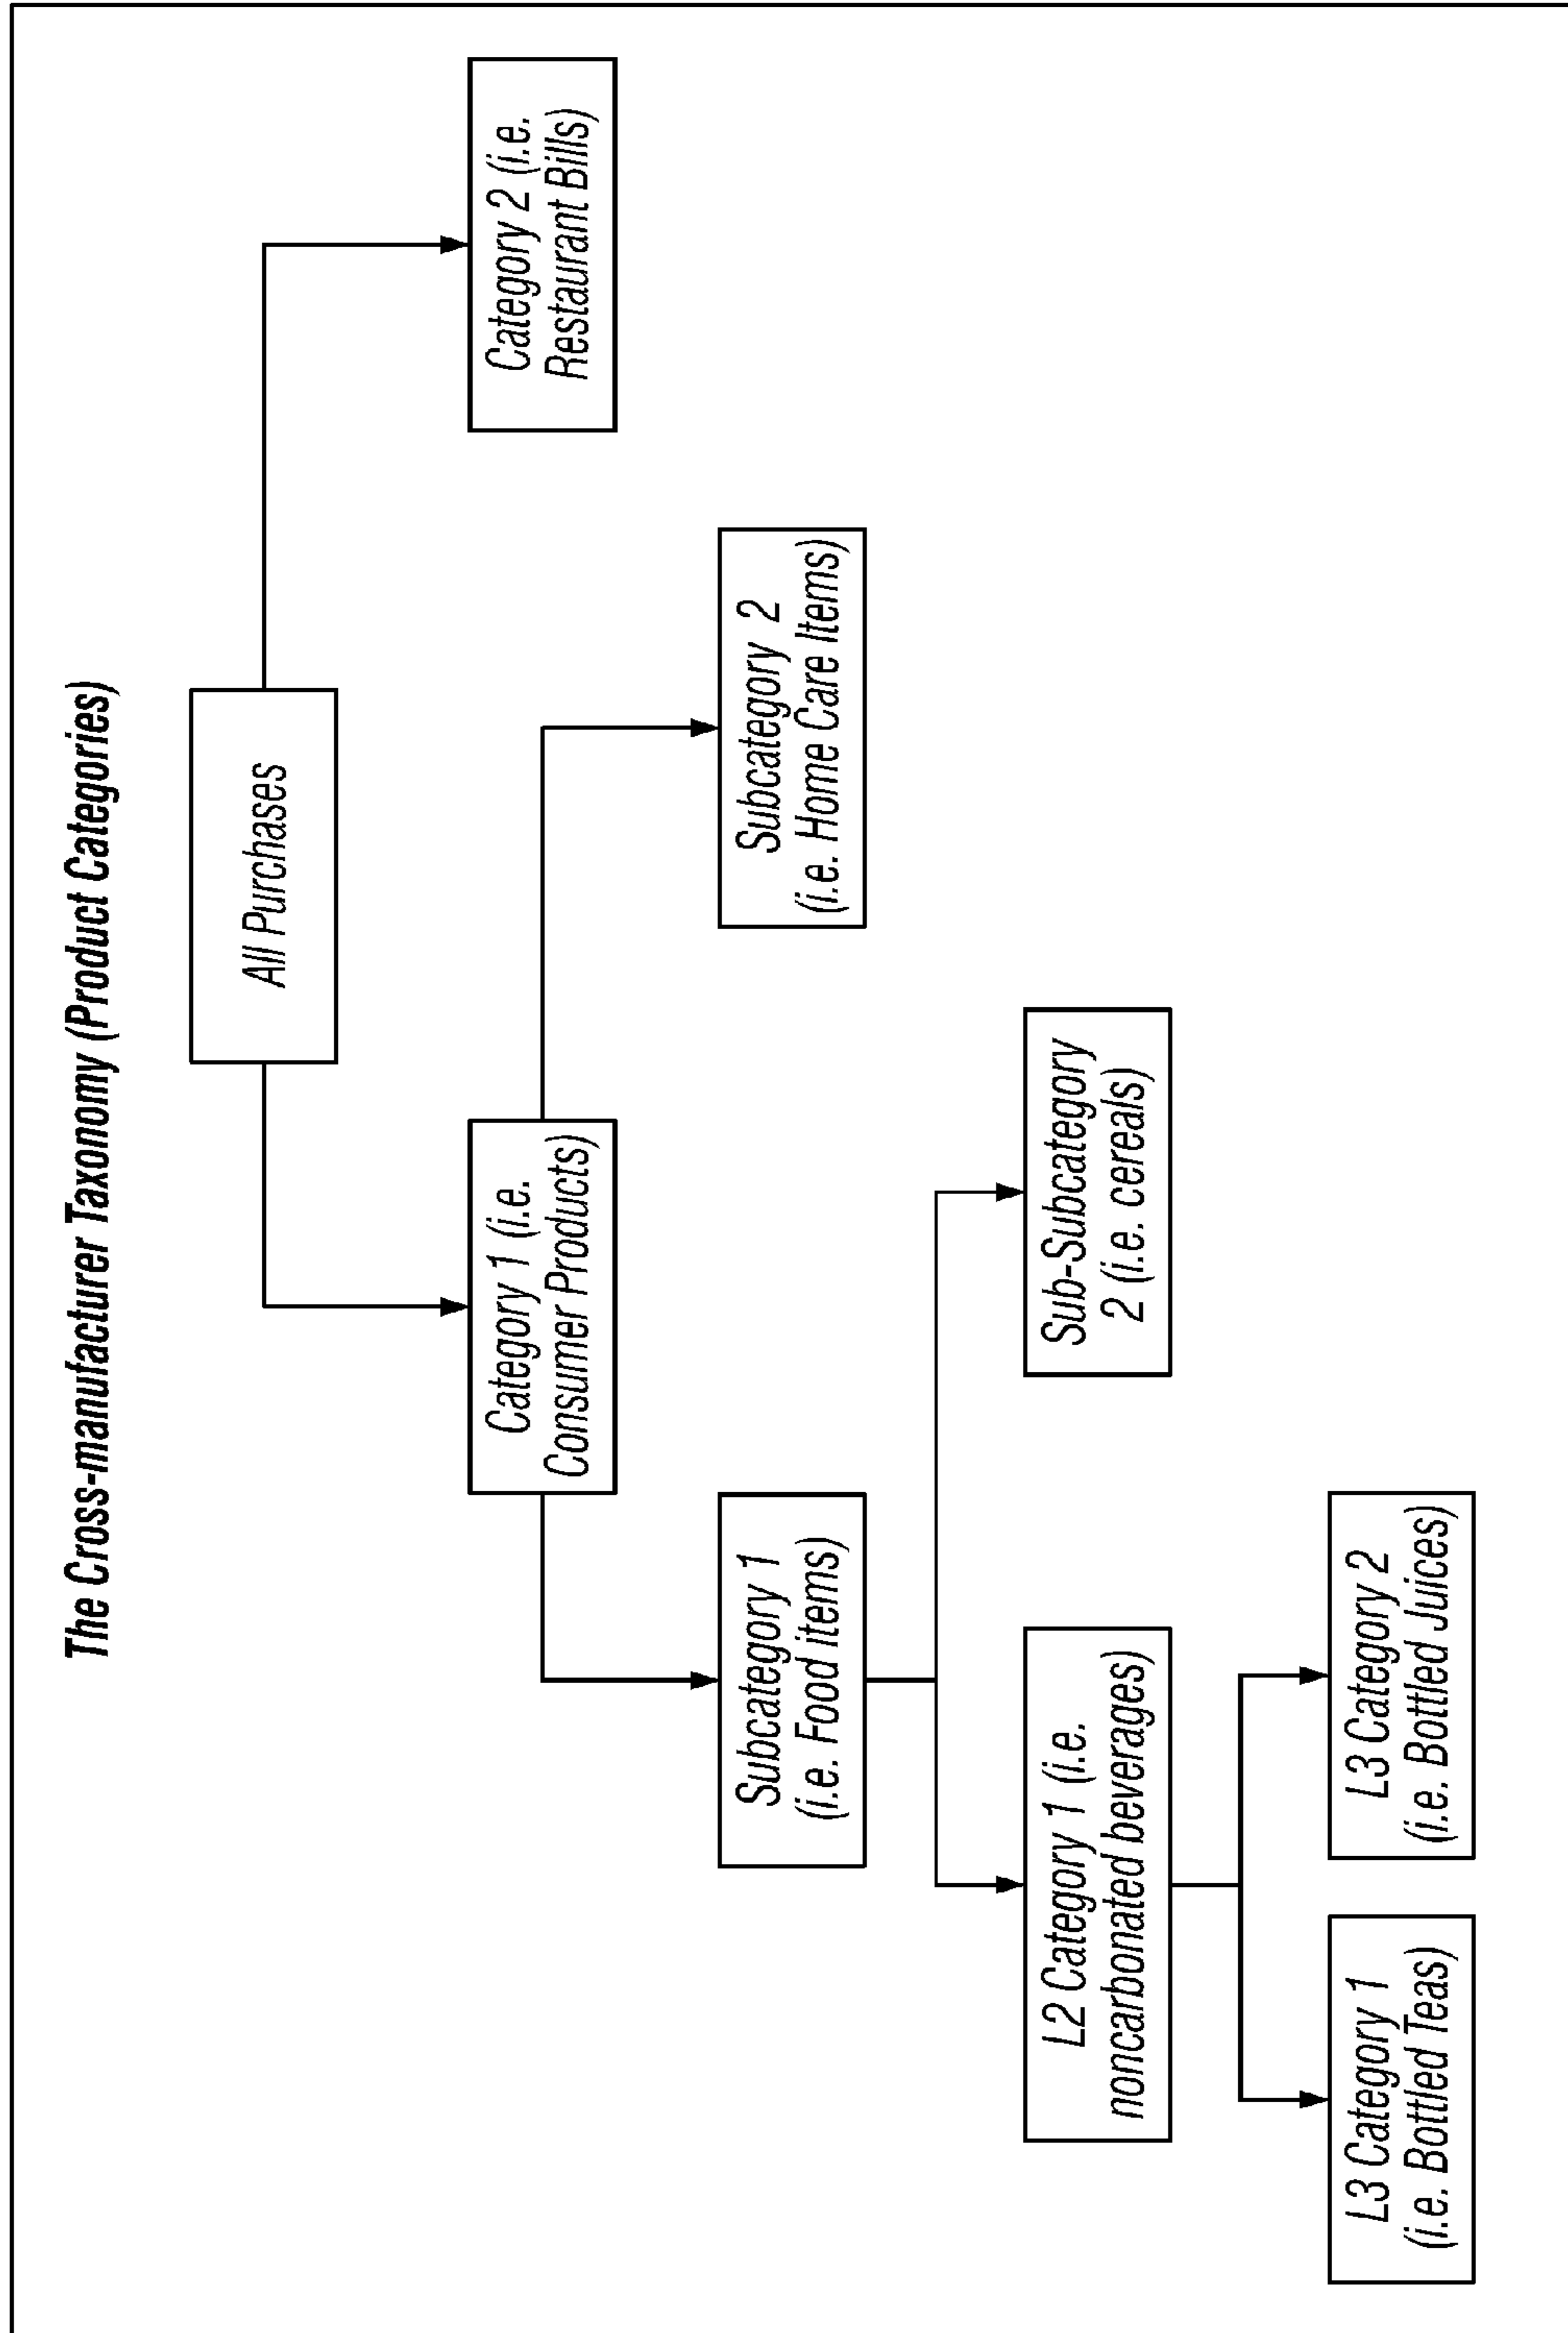 The Cross-manufacturer Taxonomy (Product Categories)
All Purchases
Category 1 (i.e.
Consumer Products)
Category 2 (i.e.
Restaurant Bills)
Subcategory 1
(i.e. Food items)
Subcategory 2
(i.e. Home Care Items)
L2 Category 1 (i.e.
noncarbonated beverages)
Sub-Subcategory
2 (i.e. cereals)
L3 Category 1
(i.e. Bottled Teas)
L3 Category 2
(i.e. Bottled Juices)